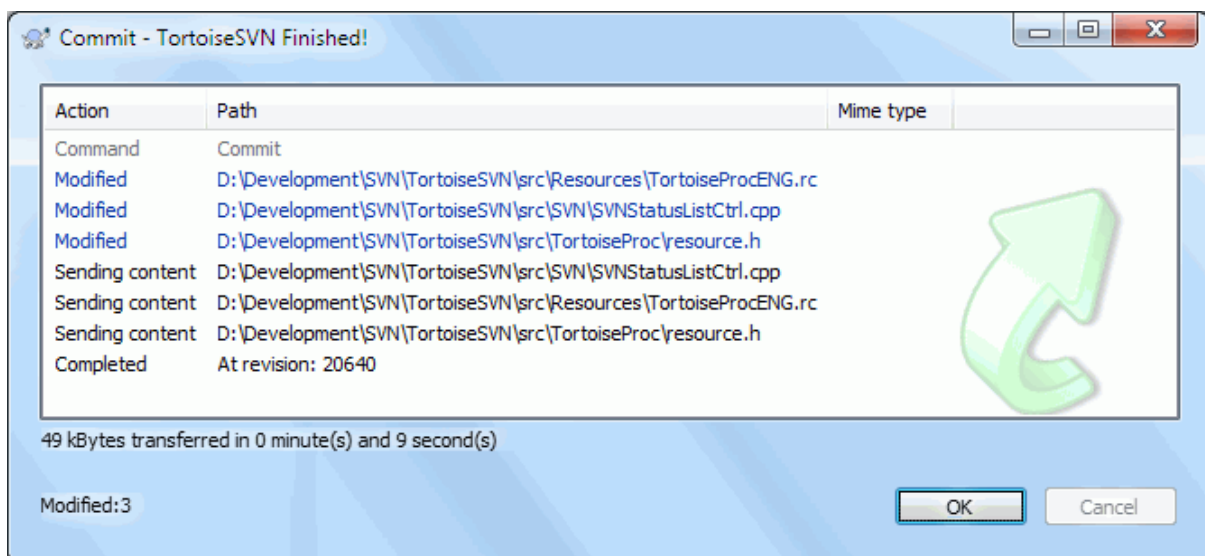 Commit - TortoiseSVN Finished!
Action Path Mime type
Command Commit
Modified D:\Development\SVN\TortoiseSVN\src\Resources\TortoiseProcENG.rc
Modified D:\Development\SVN\TortoiseSVN\src\SVN\SVNStatusListCtrl.cpp
Modified D:\Development\SVN\TortoiseSVN\src\TortoiseProc\resource.h
Sending content D:\Development\SVN\TortoiseSVN\src\SVN\SVNStatusListCtrl.cpp
Sending content D:\Development\SVN\TortoiseSVN\src\Resources\TortoiseProcENG.rc
Sending content D:\Development\SVN\TortoiseSVN\src\TortoiseProc\resource.h
Completed At revision: 20640
49 kBytes transferred in 0 minute(s) and 9 second(s)
Modified:3 OK Cancel